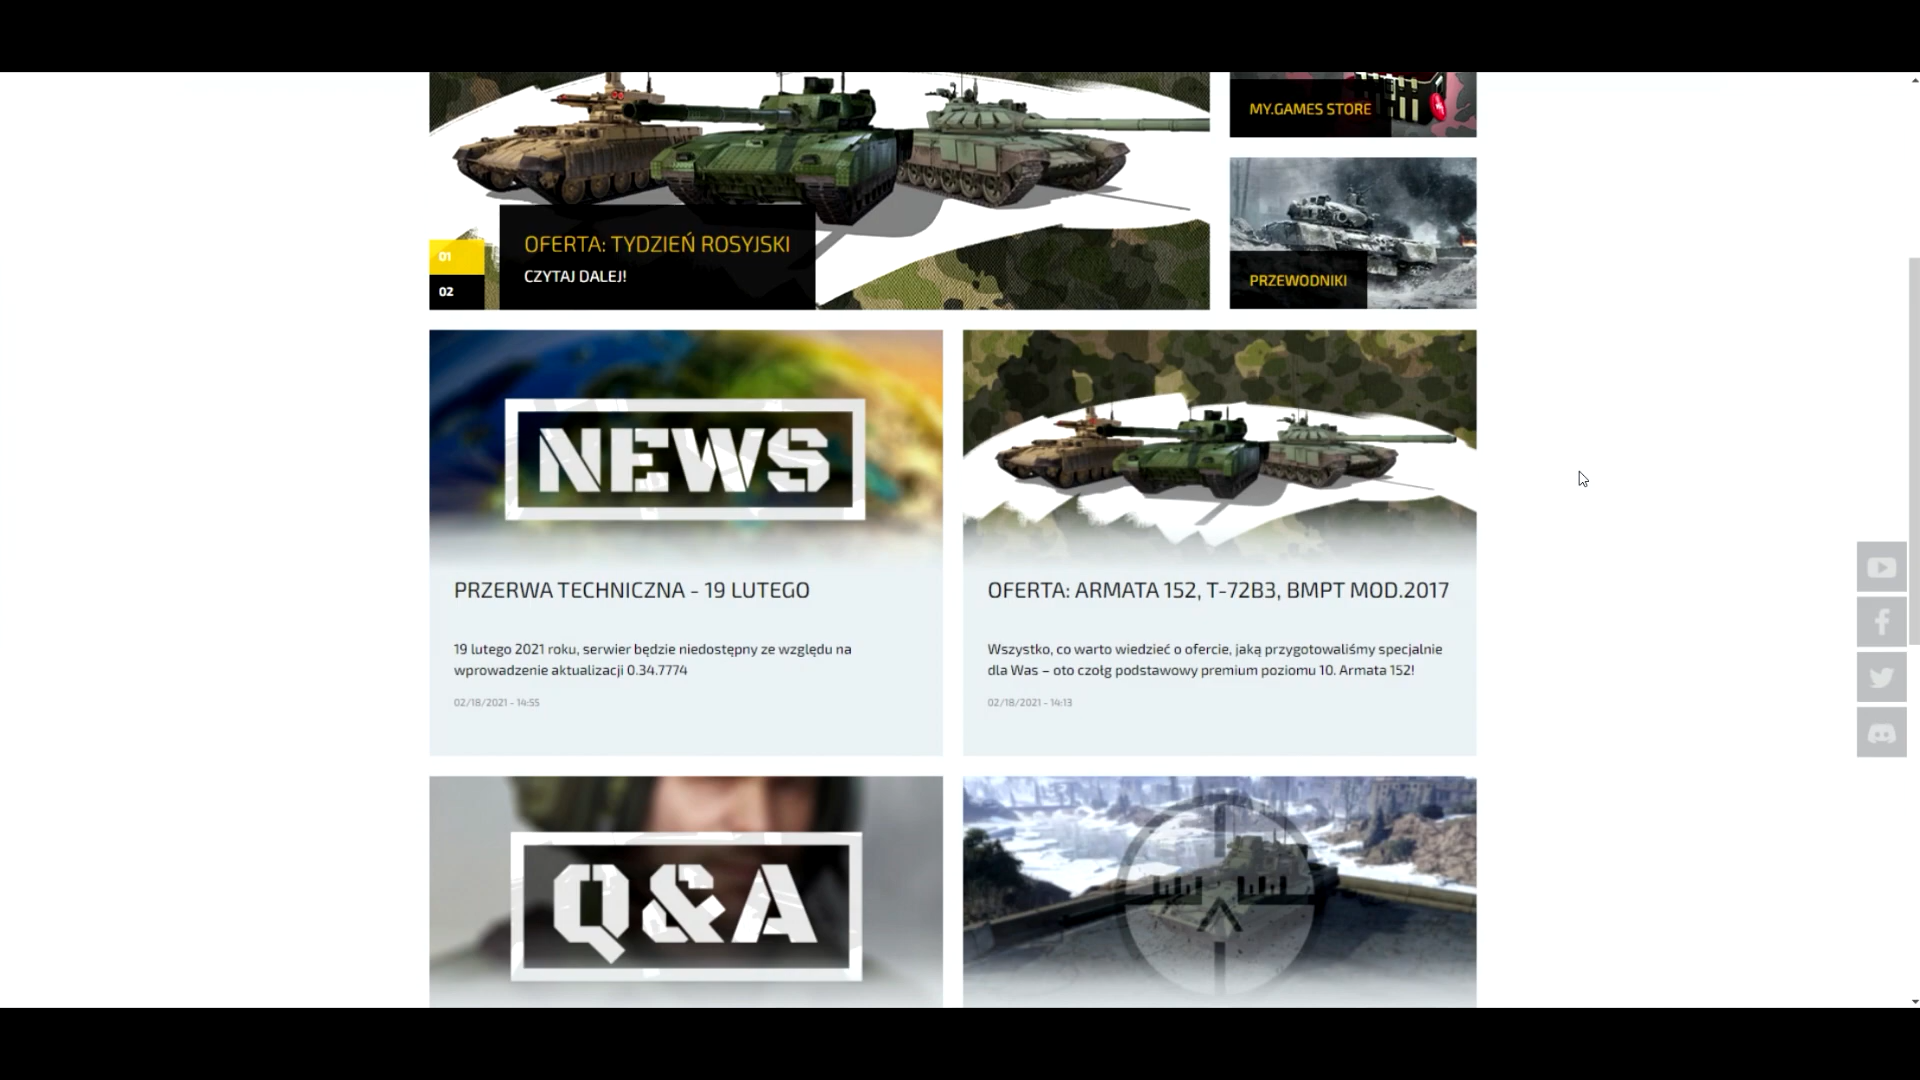 MY.GAMES STORE
OFERTA: TYDZIEŃ ROSYJSKI
CZYTAJ DALEJ!
01
02
PRZEWODNIKI
NEWS
PRZERWA TECHNICZNA - 19 LUTEGO
19 lutego 2021 roku, serwier będzie niedostępny ze względu na
wprowadzenie aktualizacji 0.34.7774
02/18/2021 - 14:55
OFERTA: ARMATA 152, T-72B3, BMPT MOD.2017
Wszystko, co warto wiedzieć o ofercie, jaką przygotowaliśmy specjalnie
dla Was – oto czołg podstawowy premium poziomu 10. Armata 152!
02/18/2021 - 14:13
Q&A